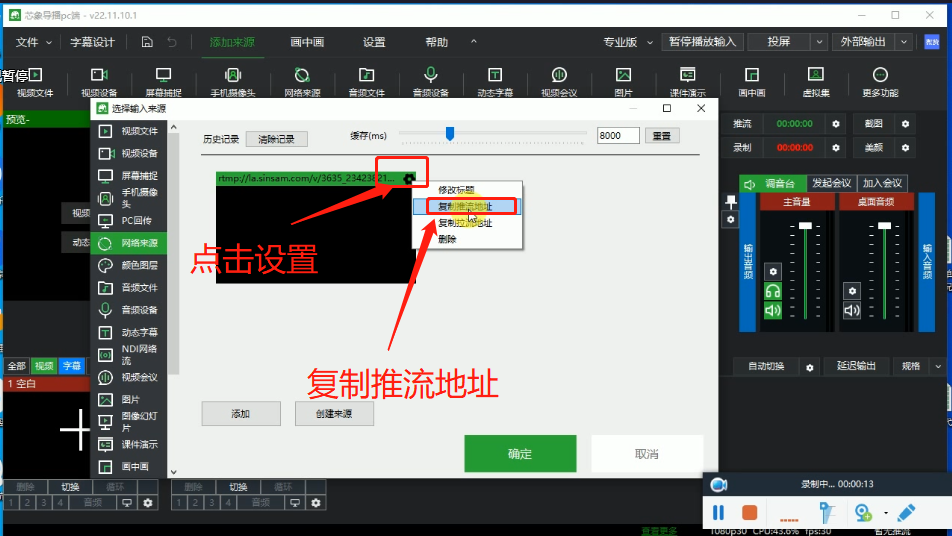 芯象导播pc端 - v22.11.10.1
文件 字幕设计 添加来源 画中画 设置 帮助 专业版 暂停播放输入 投屏 外部输出
暂停
视频文件 视频设备 屏幕捕捉 手机摄像头 网络来源 音频文件 音频设备 动态字幕 视频会议 图片 课件演示 画中画 虚拟集 更多功能
预览-
选择输入来源
视频文件
视频设备
屏幕捕捉
手机摄像
头
PC回传
网络来源
颜色图层
音频文件
音频设备
动态字幕
NDI网络
流
视频会议
图片
图像幻灯
片
课件演示
画中画
历史记录 清除记录 缓存(ms) 8000 重置
rtmp://la.sinsam.com/v/3635_23423821...
修改标题
复制推流地址
复制拉流地址
删除
点击设置
复制推流地址
添加 创建来源
确定 取消
推流 00:00:00 截图
录制 00:00:00 美颜
调音台 发起会议 加入会议
主音量 桌面音频
输出音频
输入音频
自动切换 延迟输出 规格
视频
动态
全部 视频 字幕
1 空白
删除 切换 循环 删除 切换 循环
1 2 3 4 音频 1 2 3 4 音频
录制中... 00:00:13
查看更多 1080p30 CPU:43.6% fps:30 暂无推流